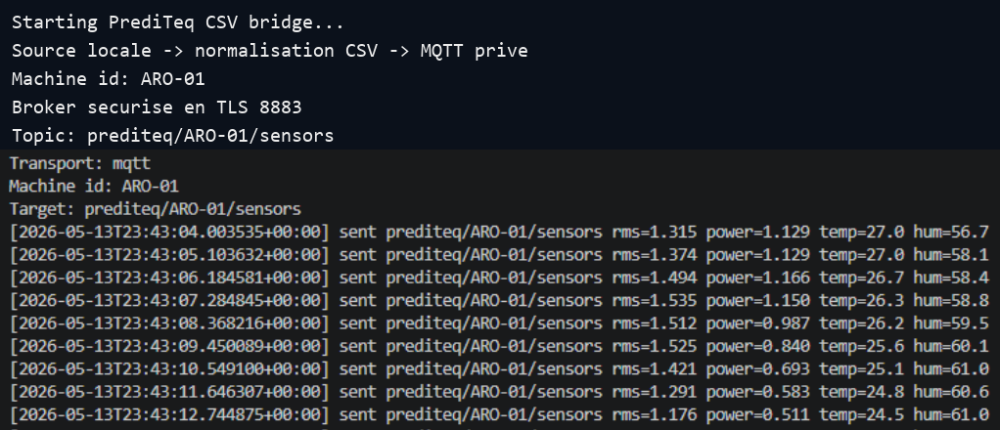 Starting PrediTeq CSV bridge...
Source locale -> normalisation CSV -> MQTT prive
Machine id: ARO-01
Broker securise en TLS 8883
Topic: prediteq/ARO-01/sensors
Transport: mqtt
Machine id: ARO-01
Target: prediteq/ARO-01/sensors
[2026-05-13T23:43:04.003535+00:00] sent prediteq/ARO-01/sensors rms=1.315 power=1.129 temp=27.0 hum=56.7
[2026-05-13T23:43:05.103632+00:00] sent prediteq/ARO-01/sensors rms=1.374 power=1.129 temp=27.0 hum=58.1
[2026-05-13T23:43:06.184581+00:00] sent prediteq/ARO-01/sensors rms=1.494 power=1.166 temp=26.7 hum=58.4
[2026-05-13T23:43:07.284845+00:00] sent prediteq/ARO-01/sensors rms=1.535 power=1.150 temp=26.3 hum=58.8
[2026-05-13T23:43:08.368216+00:00] sent prediteq/ARO-01/sensors rms=1.512 power=0.987 temp=26.2 hum=59.5
[2026-05-13T23:43:09.450089+00:00] sent prediteq/ARO-01/sensors rms=1.525 power=0.840 temp=25.6 hum=60.1
[2026-05-13T23:43:10.549100+00:00] sent prediteq/ARO-01/sensors rms=1.421 power=0.693 temp=25.1 hum=61.0
[2026-05-13T23:43:11.646307+00:00] sent prediteq/ARO-01/sensors rms=1.291 power=0.583 temp=24.8 hum=60.6
[2026-05-13T23:43:12.744875+00:00] sent prediteq/ARO-01/sensors rms=1.176 power=0.511 temp=24.5 hum=61.0